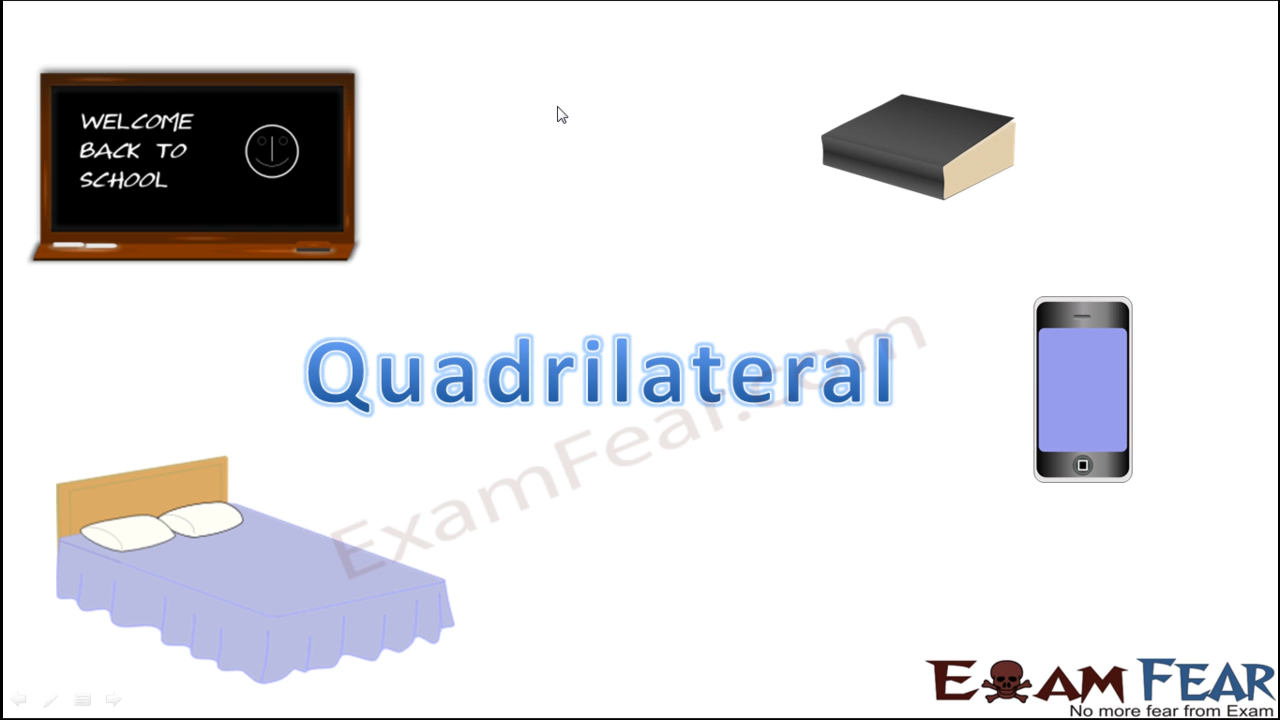 WELCOME
BACK TO
SCHOOL
Quadrilateral
ExamFear.com
EXAM FEAR
No more fear from Exam